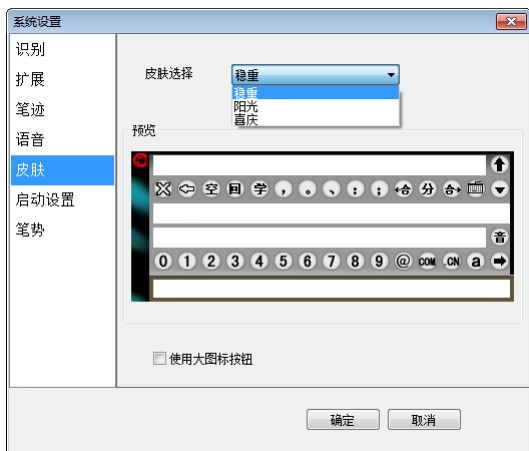 系统设置
识别
扩展
笔迹
语音
皮肤
启动设置
笔势
皮肤选择 稳重
稳重
阳光
喜庆
预览
空 回 学 , 。 、 : ; 合 分 合
音
0 1 2 3 4 5 6 7 8 9 @ COM .CN a
使用大图标按钮
确定 取消